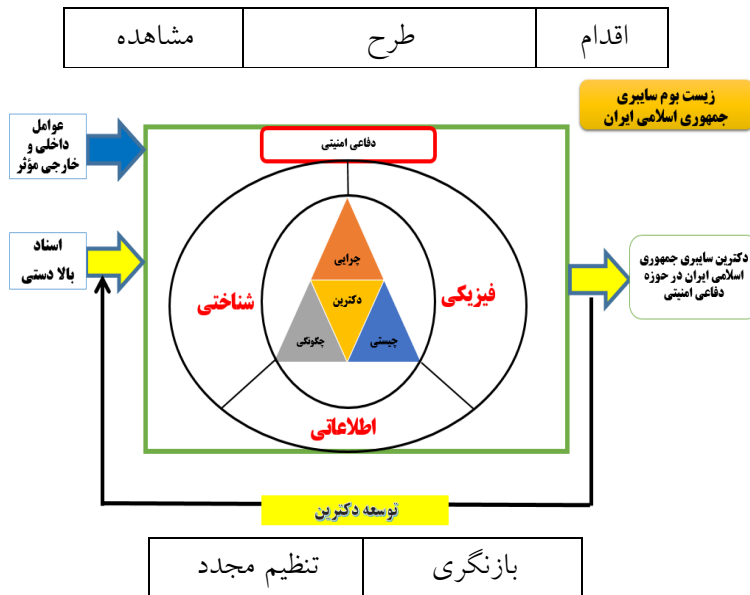 اقدام
طرح
مشاهده
زیست بوم سایبری
جمهوری اسلامی ایران
عوامل
داخلی و
خارجی مؤثر
دفاعی امنیتی
اسناد
بالا دستی
چرایی
دکترین
چگونگی
چیستی
فیزیکی
شناختی
اطلاعاتی
دکترین سایبری جمهوری
اسلامی ایران در حوزه
دفاعی امنیتی
توسعه دکترین
بازنگری
تنظیم مجدد